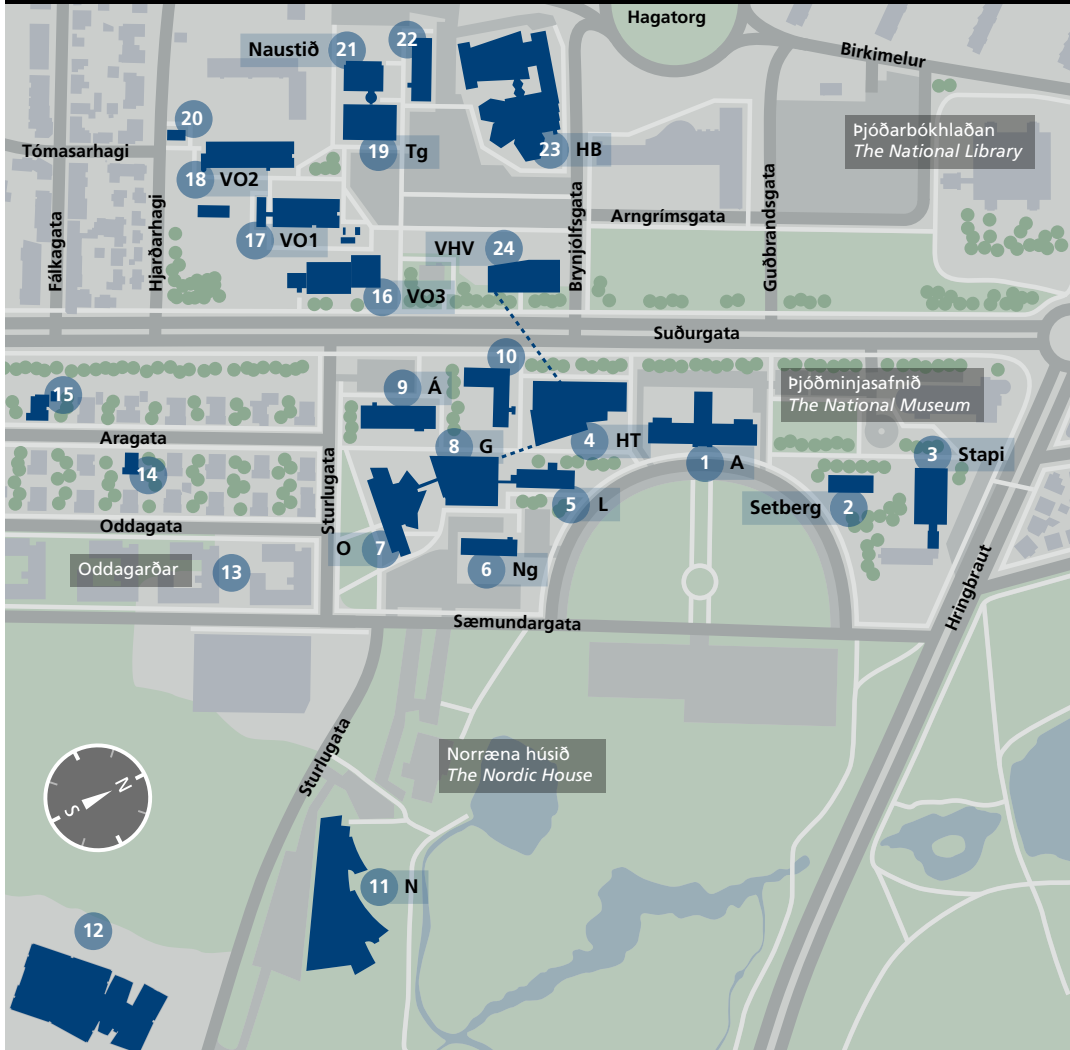 Hagatorg
Birkimelur
Naustið
21
22
20
Tómasarhagi
19 Tg
23 HB
Þjóðarbókhlaðan
The National Library
18 VO2
17 VO1
VHV 24
Arngrímsgata
Fálkagata
Hjarðarhagi
Brynjólfsgata
Guðbrandsgata
16 VO3
Suðurgata
10
15
9 Á
Þjóðminjasafnið
The National Museum
Aragata
8 G
4 HT
1 A
3 Stapi
14
5 L
Setberg 2
Oddagata
Sturlugata
O 7
6 Ng
Oddagarðar 13
Hringbraut
Sæmundargata
Sturlugata
Norræna húsið
The Nordic House
N
S
11 N
12